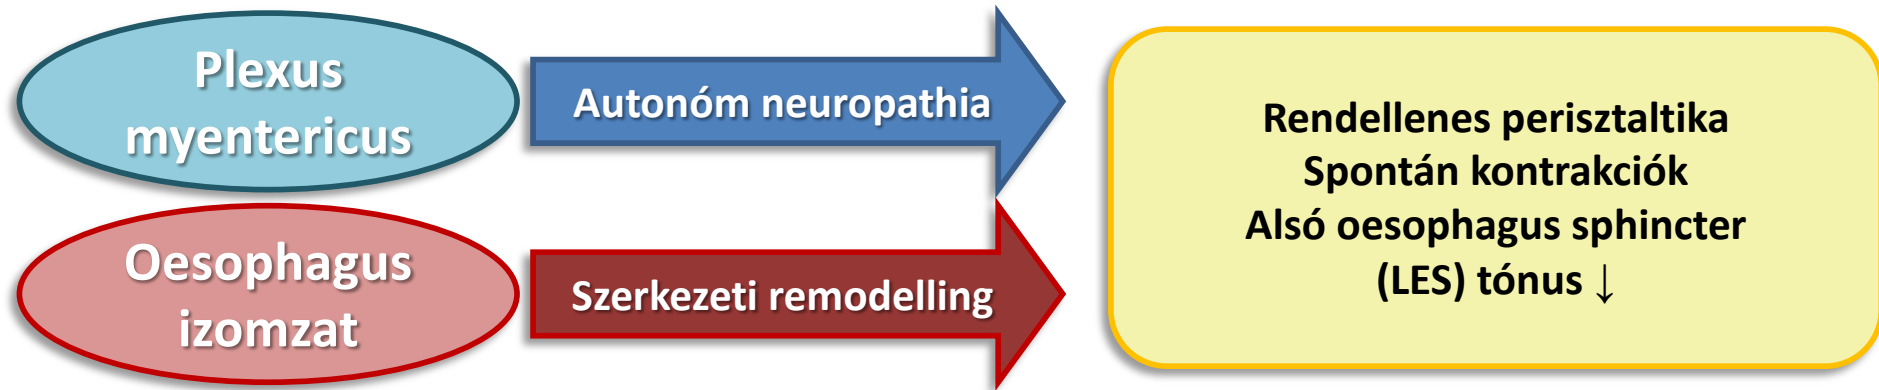 Plexus
myentericus
Autonóm neuropathia
Oesophagus
izomzat
Szerkezeti remodelling
Rendellenes perisztaltika
Spontán kontrakciók
Alsó oesophagus sphincter
(LES) tónus ↓